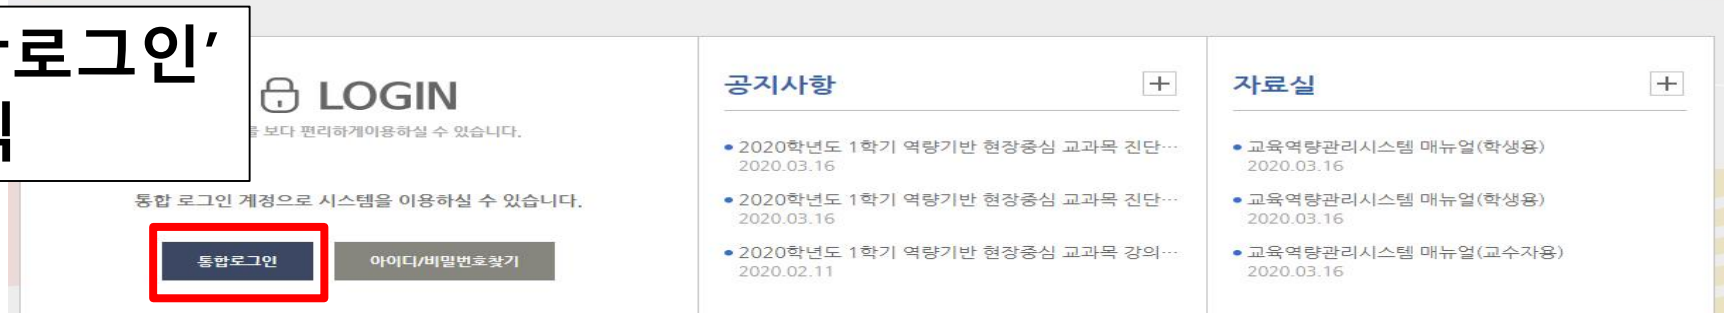 로그인’
LOGIN
보다 편리하게이용하실 수 있습니다.
통합 로그인 계정으로 시스템을 이용하실 수 있습니다.
통합로그인
아이디/비밀번호찾기
공지사항
2020학년도 1학기 역량기반 현장중심 교과목 진단…
2020.03.16
2020학년도 1학기 역량기반 현장중심 교과목 진단…
2020.03.16
2020학년도 1학기 역량기반 현장중심 교과목 강의…
2020.02.11
자료실
교육역량관리시스템 매뉴얼(학생용)
2020.03.16
교육역량관리시스템 매뉴얼(학생용)
2020.03.16
교육역량관리시스템 매뉴얼(교수자용)
2020.03.16